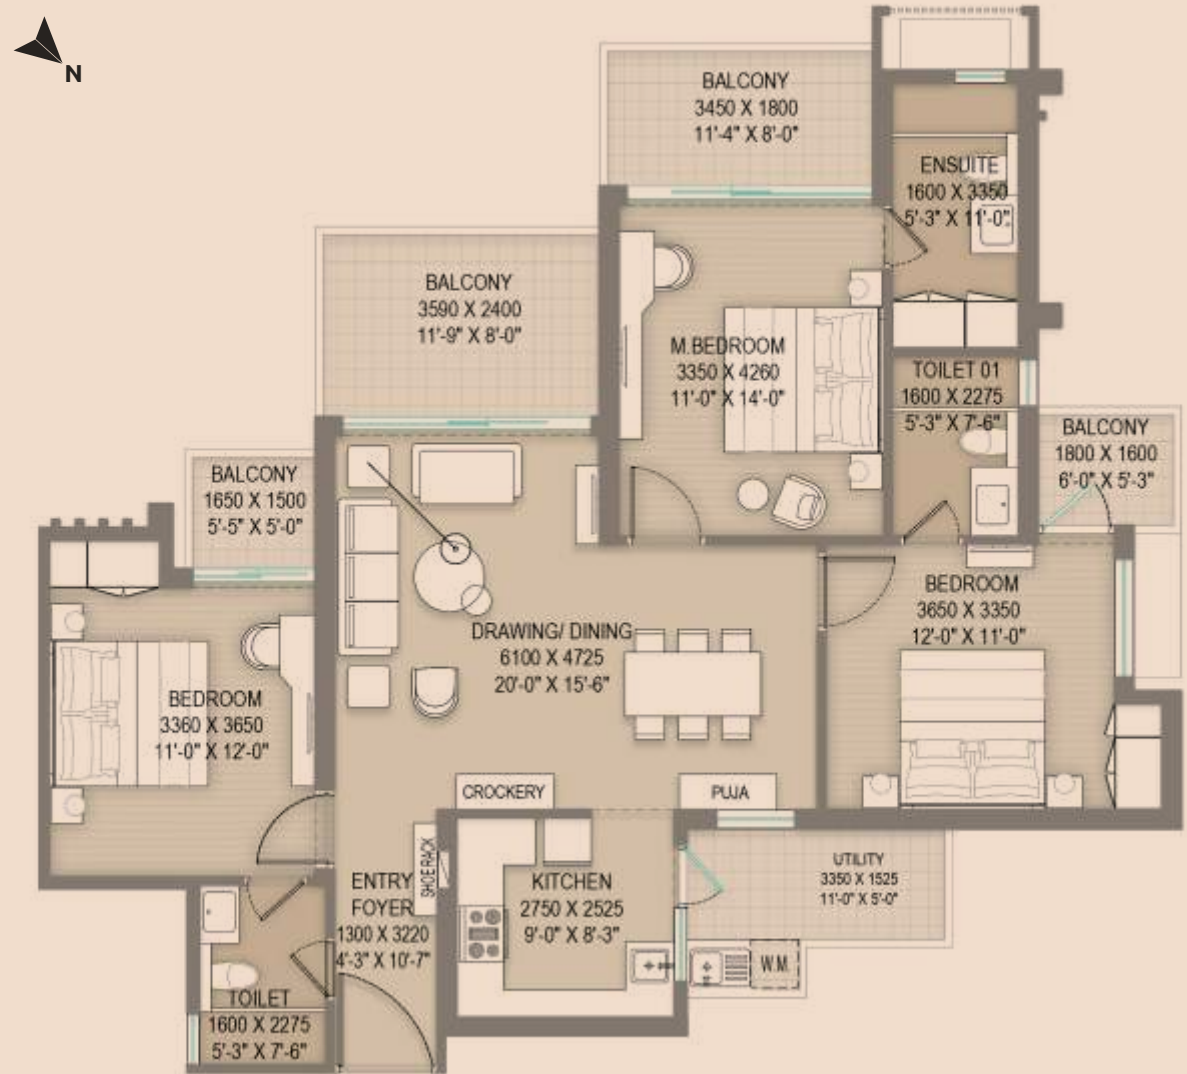 N
BALCONY
3450 X 1800
11'-4" X 8'-0"
ENSUITE
1600 X 3350
5'-3" X 11'-0"
BALCONY
3590 X 2400
11'-9" X 8'-0"
M.BEDROOM
3350 X 4260
11'-0" X 14'-0"
TOILET 01
1600 X 2275
5'-3" X 7'-6"
BALCONY
1800 X 1600
6'-0" X 5'-3"
BALCONY
1650 X 1500
5'-5" X 5'-0"
BEDROOM
3650 X 3350
12'-0" X 11'-0"
DRAWING/ DINING
6100 X 4725
20'-0" X 15'-6"
BEDROOM
3360 X 3650
11'-0" X 12'-0"
CROCKERY
PUJA
SHOE RACK
ENTRY
FOYER
1300 X 3220
4'-3" X 10'-7"
KITCHEN
2750 X 2525
9'-0" X 8'-3"
UTILITY
3350 X 1525
11'-0" X 5'-0"
W.M.
TOILET
1600 X 2275
5'-3" X 7'-6"